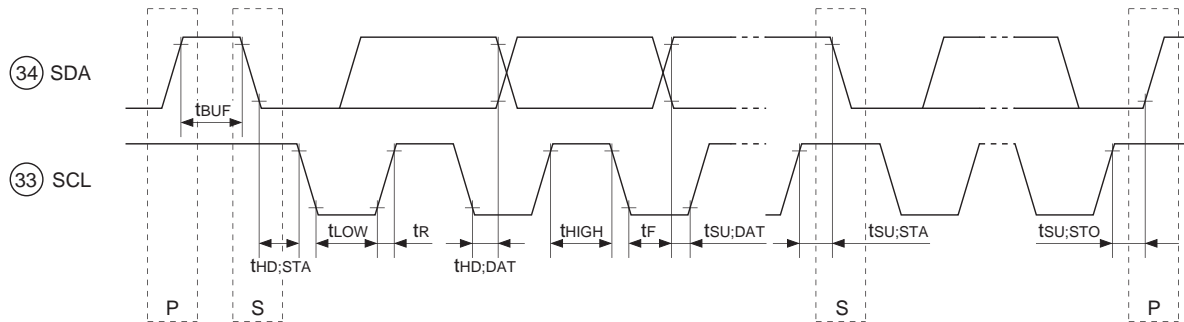 34 SDA
tBUF
33 SCL
tLOW
tR
tHIGH
tF
tSU;DAT
tSU;STA
tSU;STO
tHD;STA
tHD;DAT
P
S
S
P